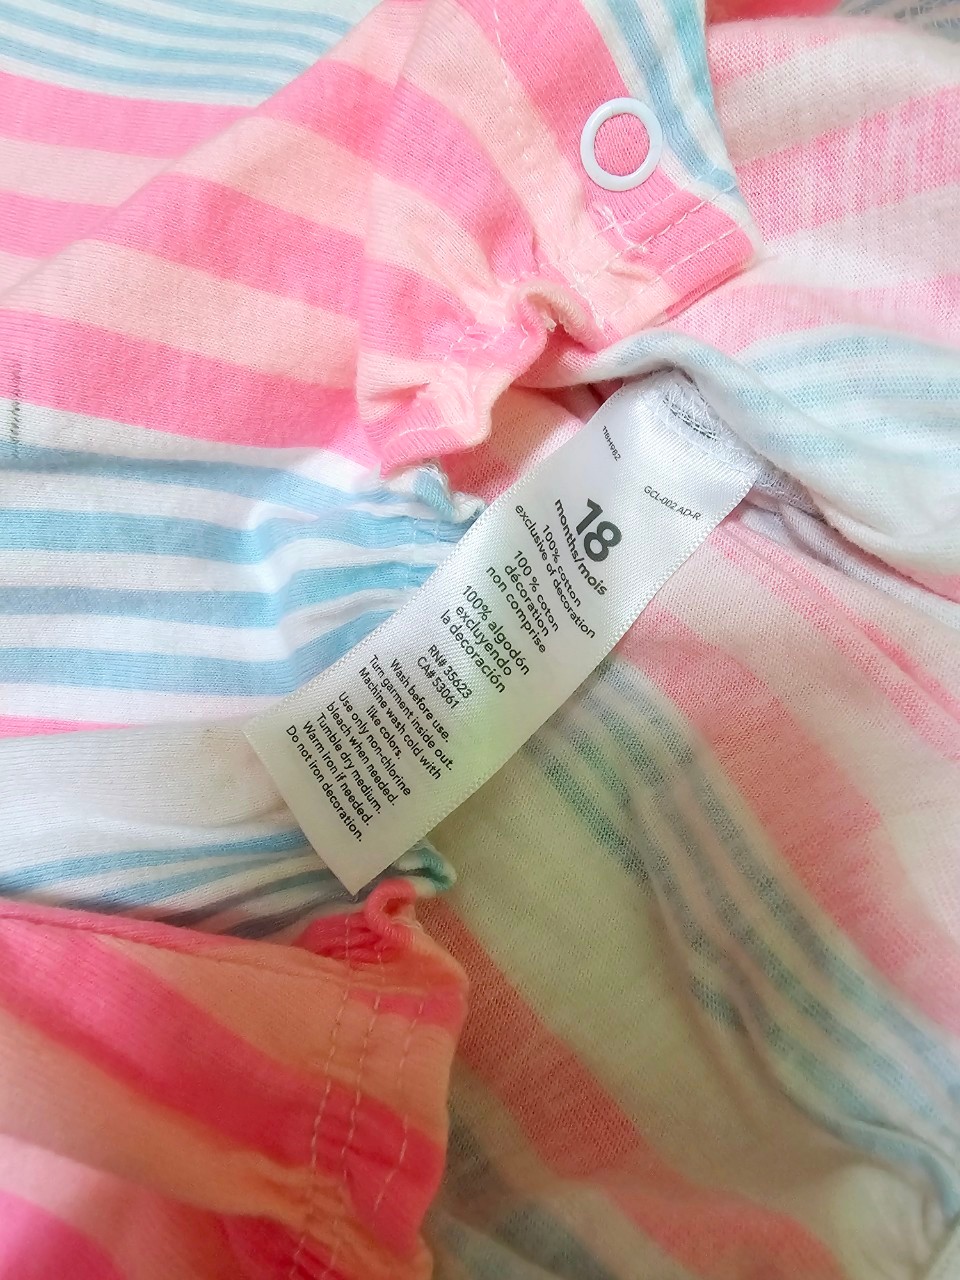 118H982
GCL-002 AD-R
18
months/mois
100% cotton
exclusive of decoration
100 % coton
décoration
non comprise
100% algodón
excluyendo
la decoración
RN# 35623
CA# 53061
Wash before use.
Turn garment inside out.
Machine wash cold with
like colors.
Use only non-chlorine
bleach when needed.
Tumble dry medium.
Warm iron if needed.
Do not iron decoration.